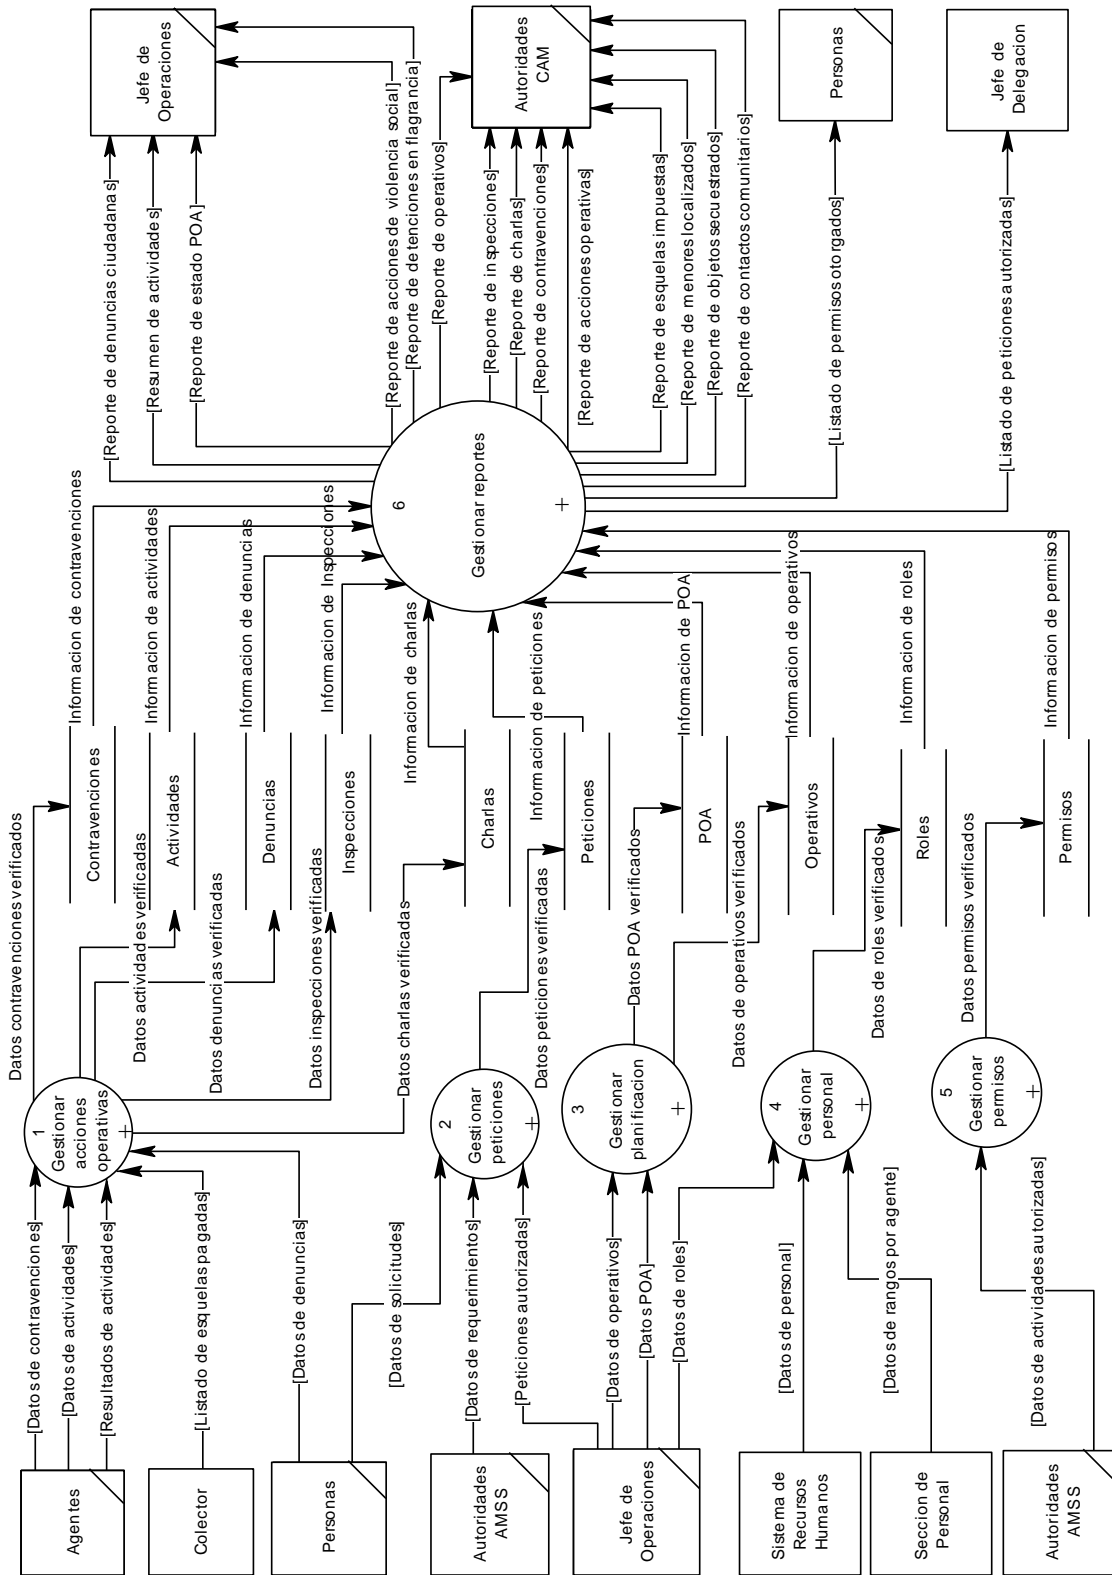 Agentes
Colector
Personas
Autoridades
AMSS
Jefe de
Operaciones
Sistema de
Recursos
Humanos
Seccion de
Personal
Autoridades
AMSS
[Datos de contravenciones]
[Datos de actividades]
[Resultados de actividades]
[Listado de esquelas pagadas]
[Datos de denuncias]
[Datos de solicitudes]
[Datos de requerimientos]
[Peticiones autorizadas]
[Datos de operativos]
[Datos POA]
[Datos de roles]
[Datos de personal]
[Datos de rangos por agente]
[Datos de actividades autorizadas]
1
Gestionar
acciones
operativas
+
2
Gestionar
peticiones
+
3
Gestionar
planificacion
+
4
Gestionar
personal
+
5
Gestionar
permisos
+
Datos contravenciones verificados
Datos actividades verificadas
Datos denuncias verificadas
Datos inspecciones verificadas
Datos charlas verificadas
Datos peticiones verificadas
Datos POA verificados
Datos de operativos verificados
Datos de roles verificados
Datos permisos verificados
Contravenciones
Actividades
Denuncias
Inspecciones
Charlas
Peticiones
POA
Operativos
Roles
Permisos
Informacion de contravenciones
Informacion de actividades
Informacion de denuncias
Informacion de Inspecciones
Informacion de charlas
Informacion de peticiones
Informacion de POA
Informacion de operativos
Informacion de roles
Informacion de permisos
6
Gestionar reportes
+
[Reporte de denuncias ciudadanas]
[Resumen de actividades]
[Reporte de estado POA]
[Reporte de acciones de violencia social]
[Reporte de detenciones en flagrancia]
[Reporte de operativos]
[Reporte de inspecciones]
[Reporte de charlas]
[Reporte de contravenciones]
[Reporte de acciones operativas]
[Reporte de esquelas impuestas]
[Reporte de menores localizados]
[Reporte de objetos secuestrados]
[Reporte de contactos comunitarios]
[Listado de permisos otorgados]
[Listado de peticiones autorizadas]
Jefe de
Operaciones
Autoridades
CAM
Personas
Jefe de
Delegacion